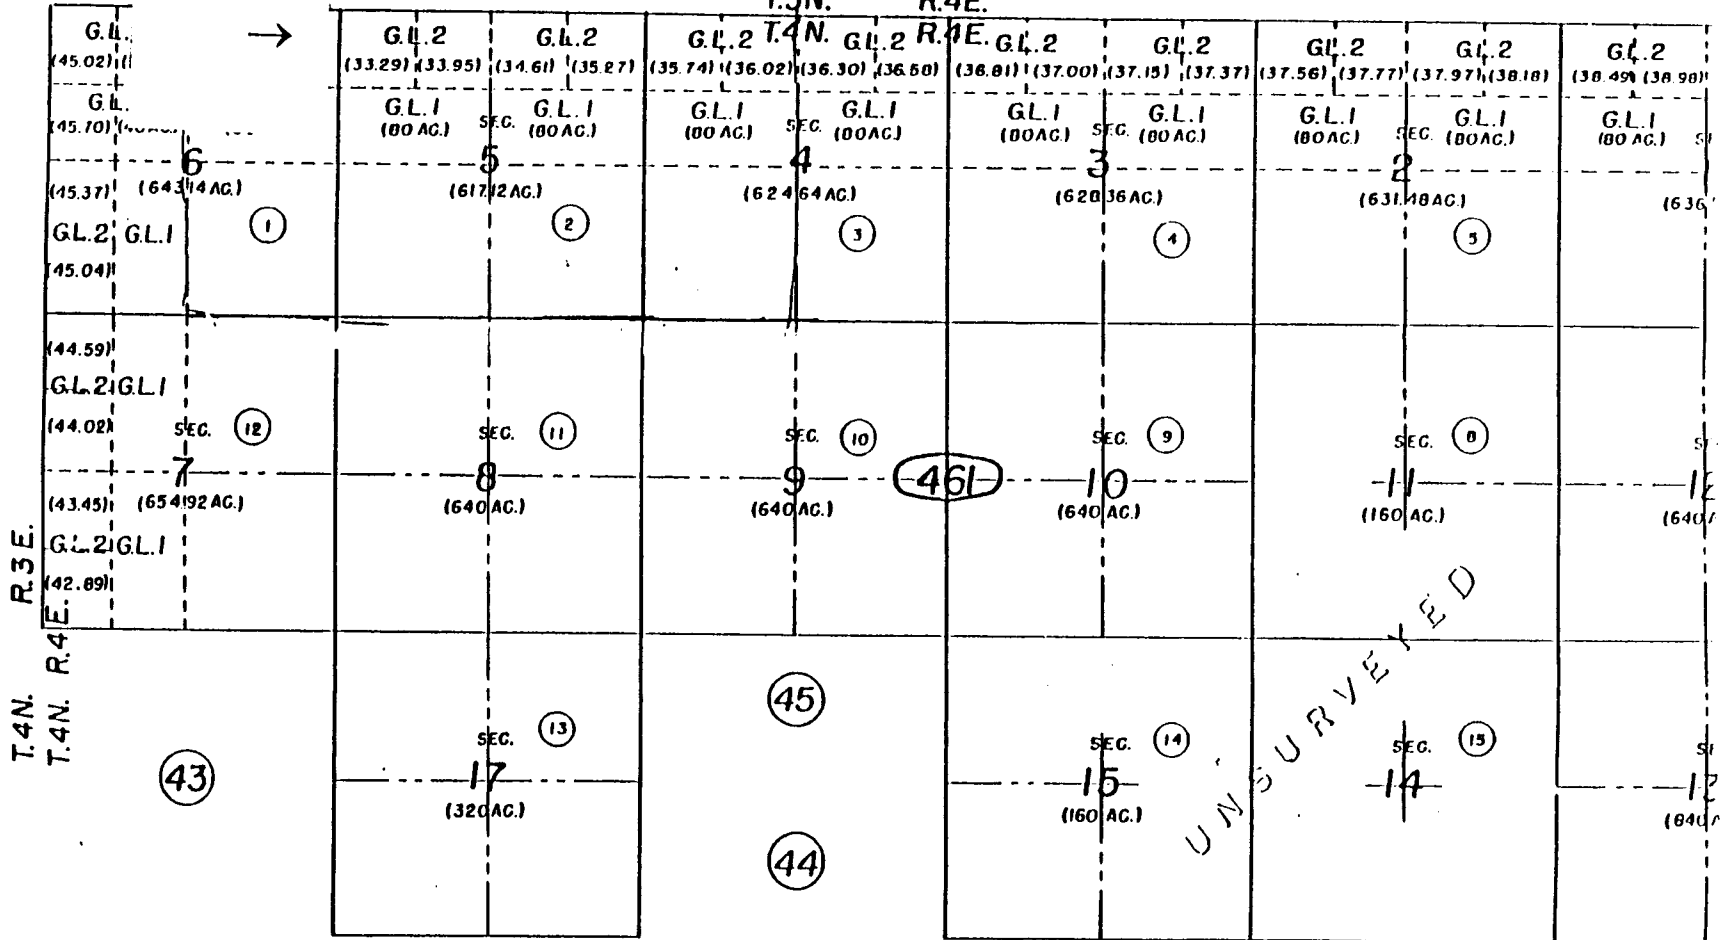 R.4E.
T.4N. R.4E.
G.L. G.L.2 G.L.2 G.L.2 G.L.2 G.L.2 G.L.2 G.L.2 G.L.2 G.L.2
(45.02) (33.29) (33.95) (34.61) (35.27) (35.74) (36.02) (36.30) (36.58) (36.81) (37.00) (37.15) (37.37) (37.56) (37.77) (37.97) (38.18) (38.49) (38.98)
G.L. G.L.1 G.L.1 G.L.1 G.L.1 G.L.1 G.L.1 G.L.1 G.L.1 G.L.1
(45.70) (80 AC.) SEC. (80 AC.) (80 AC.) SEC. (80 AC.) (80 AC.) SEC. (80 AC.) (80 AC.) SEC. (80 AC.) (80 AC.)
6 5 4 3 2
(45.37) (643.14 AC.) (617.12 AC.) (624.64 AC.) (628.36 AC.) (631.48 AC.) (636
G.L.2 G.L.1 1 2 3 4 5
(45.04)
(44.59)
G.L.2 G.L.1
(44.02) SEC. 12 SEC. 11 SEC. 10 SEC. 9 SEC. 8
7 8 9 461 10 11
(43.45) (654.92 AC.) (640 AC.) (640 AC.) (640 AC.) (160 AC.) (640
G.L.2 G.L.1
(42.89)
R.3E.
R.4E.
T.4N.
T.4N.
UNSURVEYED
45
SEC. 13 SEC. 14 SEC. 15
43 17 15 14
(320 AC.) (160 AC.) (640
44